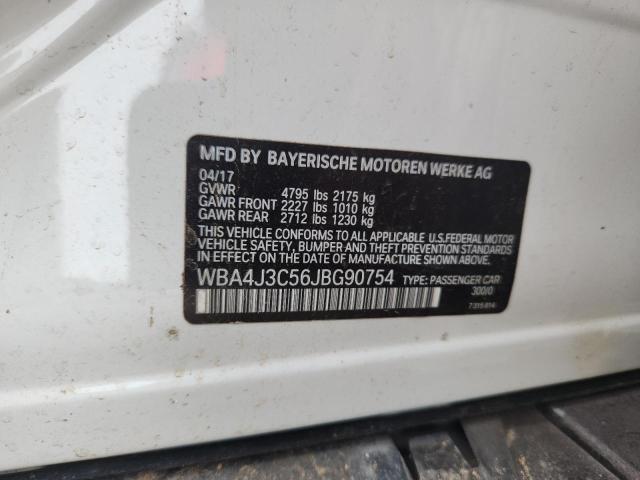 MFD BY BAYERISCHE MOTOREN WERKE AG
04/17
GVWR 4795 lbs 2175 kg
GAWR FRONT 2227 lbs 1010 kg
GAWR REAR 2712 lbs 1230 kg
THIS VEHICLE CONFORMS TO ALL APPLICABLE U.S.FEDERAL MOTOR
VEHICLE SAFETY, BUMPER AND THEFT PREVENTION STANDARDS
IN EFFECT ON THE DATE OF MANUFACTURE SHOWN ABOVE.
WBA4J3C56JBG90754 TYPE: PASSENGER CAR
300/0
7315 614